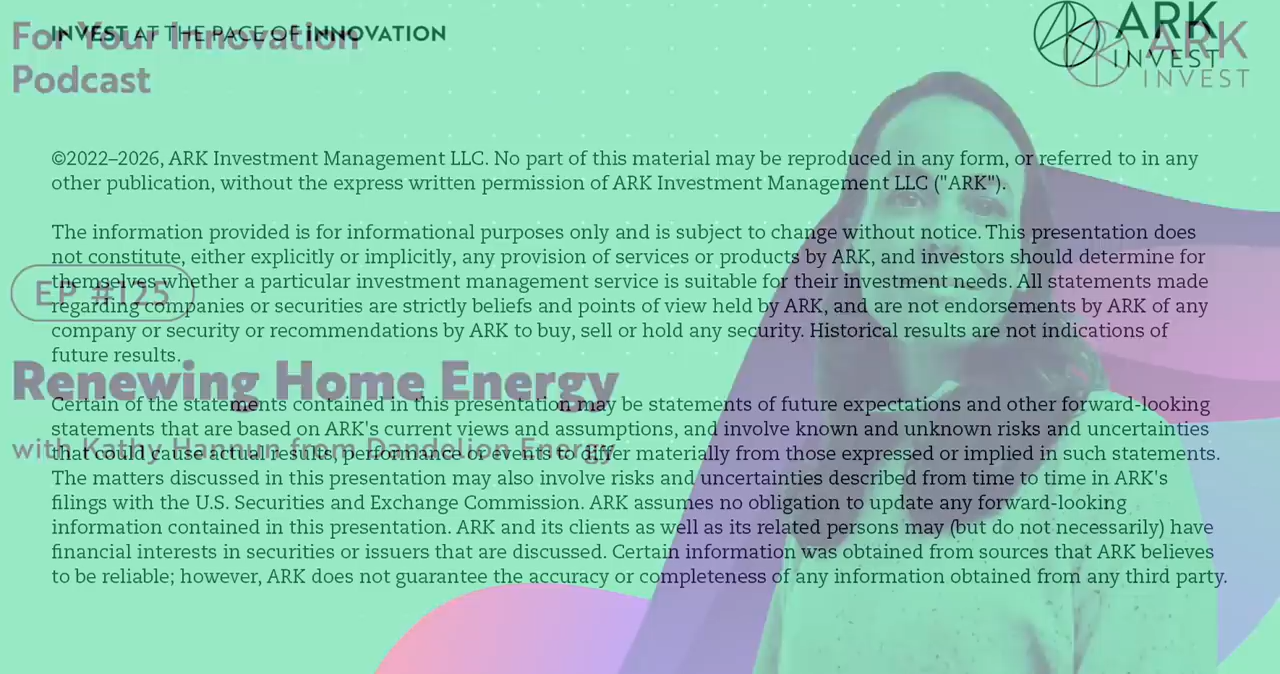 For Your Innovation
Podcast
INVEST AT THE PACE OF INNOVATION
ARK
INVEST
ARK
INVEST
©2022–2026, ARK Investment Management LLC. No part of this material may be reproduced in any form, or referred to in any
other publication, without the express written permission of ARK Investment Management LLC ("ARK").
The information provided is for informational purposes only and is subject to change without notice. This presentation does
not constitute, either explicitly or implicitly, any provision of services or products by ARK, and investors should determine for
themselves whether a particular investment management service is suitable for their investment needs. All statements made
regarding companies or securities are strictly beliefs and points of view held by ARK, and are not endorsements by ARK of any
company or security or recommendations by ARK to buy, sell or hold any security. Historical results are not indications of
future results.
EP #125
Renewing Home Energy
with Kathy Hannun from Dandelion Energy
Certain of the statements contained in this presentation may be statements of future expectations and other forward-looking
statements that are based on ARK's current views and assumptions, and involve known and unknown risks and uncertainties
that could cause actual results, performance or events to differ materially from those expressed or implied in such statements.
The matters discussed in this presentation may also involve risks and uncertainties described from time to time in ARK's
filings with the U.S. Securities and Exchange Commission. ARK assumes no obligation to update any forward-looking
information contained in this presentation. ARK and its clients as well as its related persons may (but do not necessarily) have
financial interests in securities or issuers that are discussed. Certain information was obtained from sources that ARK believes
to be reliable; however, ARK does not guarantee the accuracy or completeness of any information obtained from any third party.